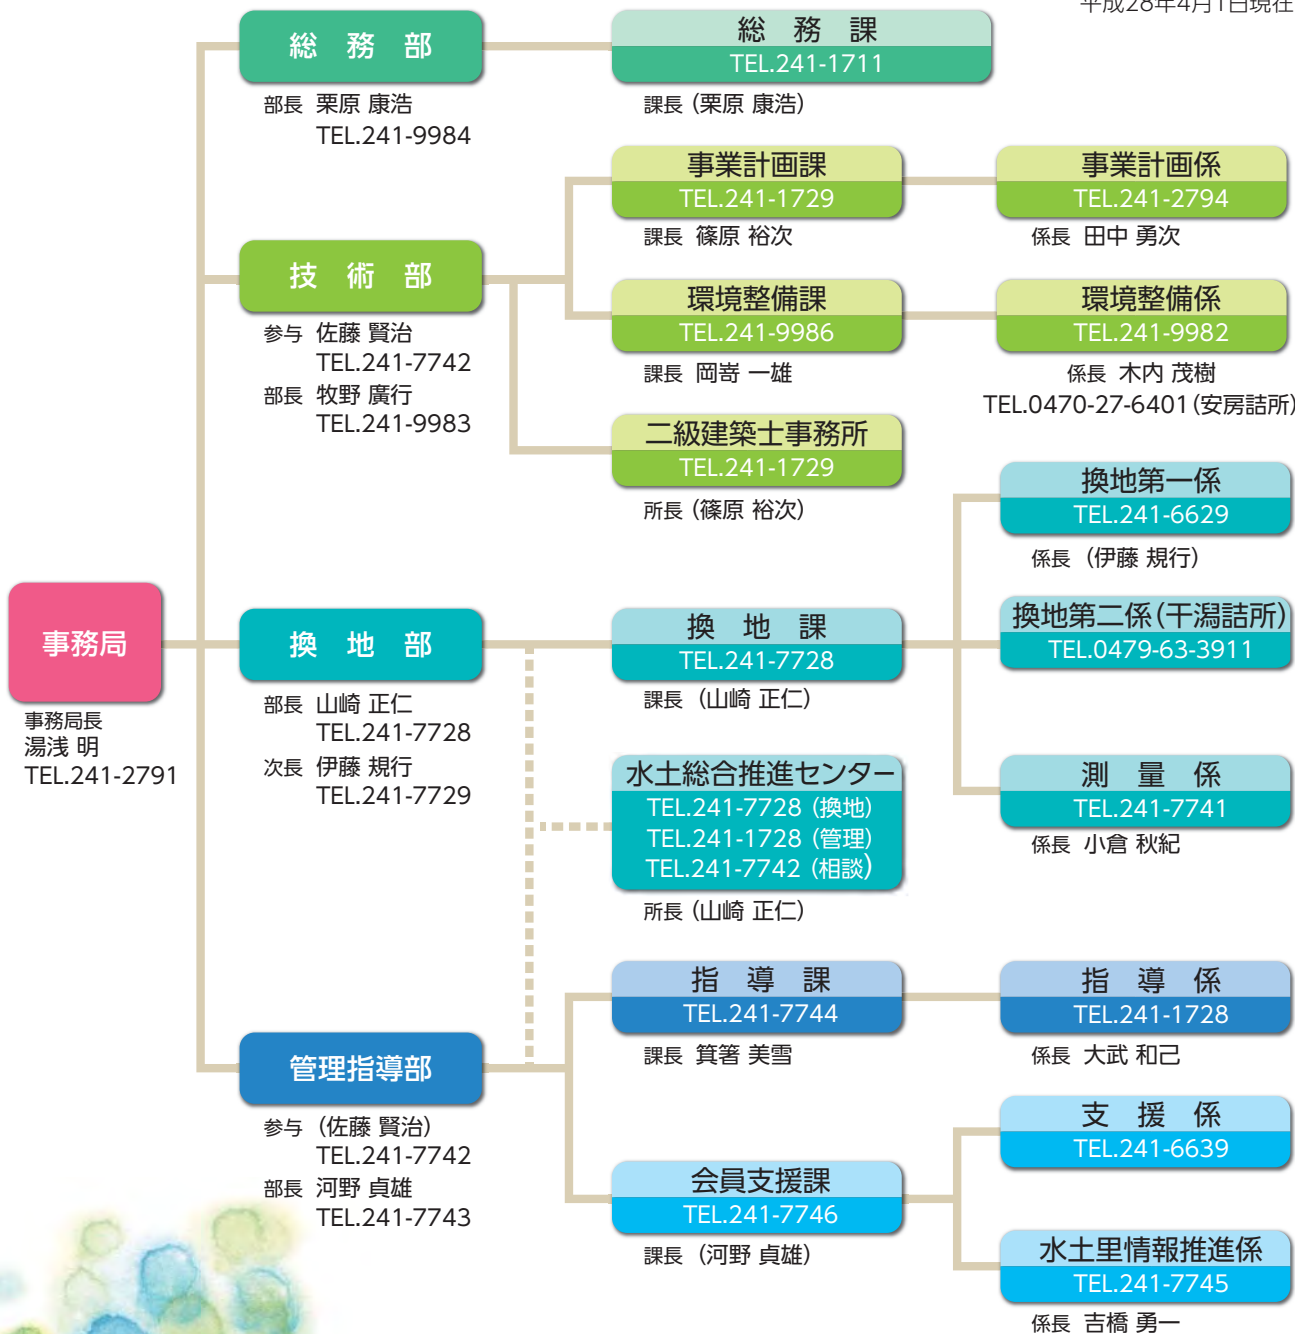 平成28年4月1日現在
総務部
総務課
TEL.241-1711
部長 栗原 康浩
TEL.241-9984
課長（栗原 康浩）
事業計画課
TEL.241-1729
課長 篠原 裕次
事業計画係
TEL.241-2794
係長 田中 勇次
技術部
参与 佐藤 賢治
TEL.241-7742
部長 牧野 廣行
TEL.241-9983
環境整備課
TEL.241-9986
課長 岡嵜 一雄
環境整備係
TEL.241-9982
係長 木内 茂樹
TEL.0470-27-6401（安房詰所）
二級建築士事務所
TEL.241-1729
所長（篠原 裕次）
換地第一係
TEL.241-6629
係長（伊藤 規行）
事務局
事務局長
湯浅 明
TEL.241-2791
換地部
部長 山崎 正仁
TEL.241-7728
次長 伊藤 規行
TEL.241-7729
換地課
TEL.241-7728
課長（山崎 正仁）
換地第二係（干潟詰所）
TEL.0479-63-3911
水土総合推進センター
TEL.241-7728（換地）
TEL.241-1728（管理）
TEL.241-7742（相談）
所長（山崎 正仁）
測量係
TEL.241-7741
係長 小倉 秋紀
管理指導部
参与（佐藤 賢治）
TEL.241-7742
部長 河野 貞雄
TEL.241-7743
指導課
TEL.241-7744
課長 箕箸 美雪
指導係
TEL.241-1728
係長 大武 和己
会員支援課
TEL.241-7746
課長（河野 貞雄）
支援係
TEL.241-6639
水土里情報推進係
TEL.241-7745
係長 吉橋 勇一